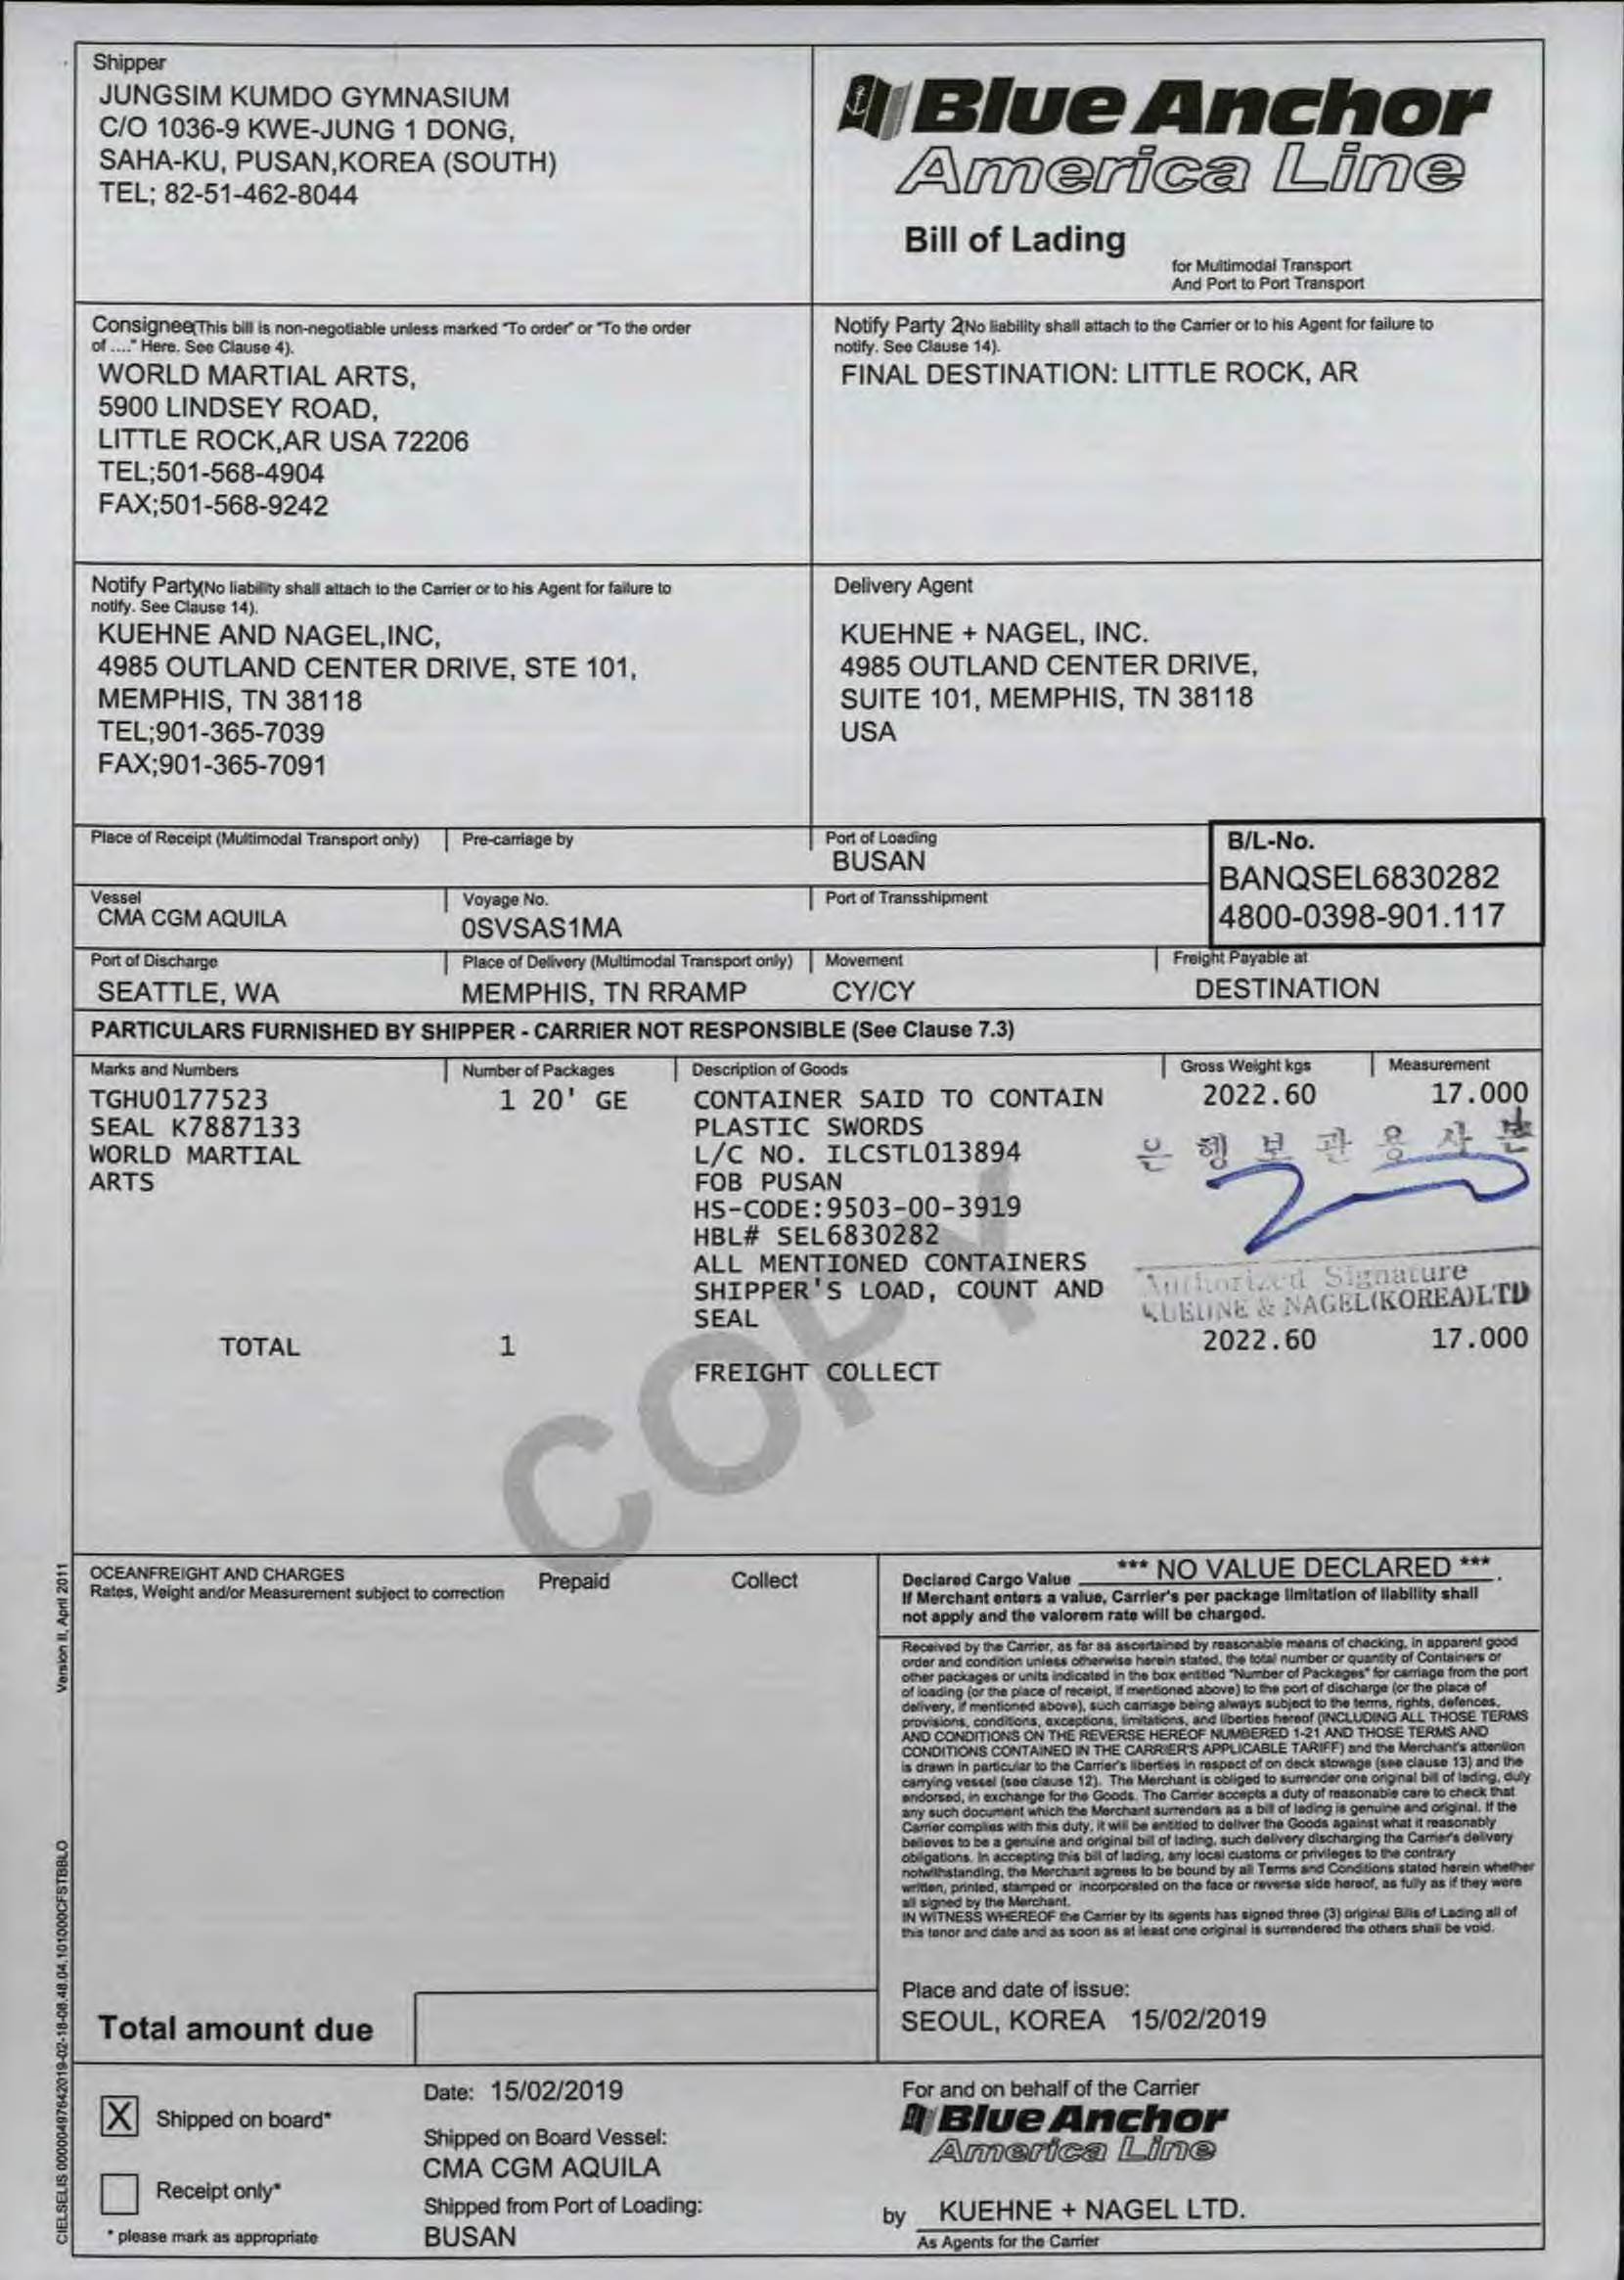 Shipper
JUNGSIM KUMDO GYMNASIUM
C/O 1036-9 KWE-JUNG 1 DONG,
SAHA-KU, PUSAN,KOREA (SOUTH)
TEL; 82-51-462-8044
Blue Anchor
America Line
Bill of Lading
for Multimodal Transport
And Port to Port Transport
Consignee(This bill is non-negotiable unless marked "To order" or "To the order
of ...." Here. See Clause 4).
WORLD MARTIAL ARTS,
5900 LINDSEY ROAD,
LITTLE ROCK,AR USA 72206
TEL;501-568-4904
FAX;501-568-9242
Notify Party 2(No liability shall attach to the Carrier or to his Agent for failure to
notify. See Clause 14).
FINAL DESTINATION: LITTLE ROCK, AR
Notify Party(No liability shall attach to the Carrier or to his Agent for failure to
notify. See Clause 14).
KUEHNE AND NAGEL,INC,
4985 OUTLAND CENTER DRIVE, STE 101,
MEMPHIS, TN 38118
TEL;901-365-7039
FAX;901-365-7091
Delivery Agent
KUEHNE + NAGEL, INC.
4985 OUTLAND CENTER DRIVE,
SUITE 101, MEMPHIS, TN 38118
USA
Place of Receipt (Multimodal Transport only)
Pre-carriage by
Port of Loading
BUSAN
B/L-No.
BANQSEL6830282
4800-0398-901.117
Vessel
CMA CGM AQUILA
Voyage No.
0SVSAS1MA
Port of Transshipment
Port of Discharge
SEATTLE, WA
Place of Delivery (Multimodal Transport only)
MEMPHIS, TN RRAMP
Movement
CY/CY
Freight Payable at
DESTINATION
PARTICULARS FURNISHED BY SHIPPER - CARRIER NOT RESPONSIBLE (See Clause 7.3)
Marks and Numbers Number of Packages Description of Goods Gross Weight kgs Measurement
TGHU0177523 1 20' GE CONTAINER SAID TO CONTAIN 2022.60 17.000
SEAL K7887133 PLASTIC SWORDS
WORLD MARTIAL L/C NO. ILCSTL013894
ARTS FOB PUSAN
HS-CODE:9503-00-3919
HBL# SEL6830282
ALL MENTIONED CONTAINERS
SHIPPER'S LOAD, COUNT AND
SEAL
은행보관용사본
Authorized Signature
KUEHNE & NAGEL(KOREA)LTD
TOTAL 1 2022.60 17.000
FREIGHT COLLECT
COPY
OCEANFREIGHT AND CHARGES
Rates, Weight and/or Measurement subject to correction
Prepaid
Collect
Declared Cargo Value *** NO VALUE DECLARED *** .
If Merchant enters a value, Carrier's per package limitation of liability shall
not apply and the valorem rate will be charged.
Received by the Carrier, as far as ascertained by reasonable means of checking, in apparent good
order and condition unless otherwise herein stated, the total number or quantity of Containers or
other packages or units indicated in the box entitled "Number of Packages" for carriage from the port
of loading (or the place of receipt, if mentioned above) to the port of discharge (or the place of
delivery, if mentioned above), such carriage being always subject to the terms, rights, defences,
provisions, conditions, exceptions, limitations, and liberties hereof (INCLUDING ALL THOSE TERMS
AND CONDITIONS ON THE REVERSE HEREOF NUMBERED 1-21 AND THOSE TERMS AND
CONDITIONS CONTAINED IN THE CARRIER'S APPLICABLE TARIFF) and the Merchant's attention
is drawn in particular to the Carrier's liberties in respect of on deck stowage (see clause 13) and the
carrying vessel (see clause 12). The Merchant is obliged to surrender one original bill of lading, duly
endorsed, in exchange for the Goods. The Carrier accepts a duty of reasonable care to check that
any such document which the Merchant surrenders as a bill of lading is genuine and original. If the
Carrier complies with this duty, it will be entitled to deliver the Goods against what it reasonably
believes to be a genuine and original bill of lading, such delivery discharging the Carrier's delivery
obligations. In accepting this bill of lading, any local customs or privileges to the contrary
notwithstanding, the Merchant agrees to be bound by all Terms and Conditions stated herein whether
written, printed, stamped or incorporated on the face or reverse side hereof, as fully as if they were
all signed by the Merchant.
IN WITNESS WHEREOF the Carrier by its agents has signed three (3) original Bills of Lading all of
this tenor and date and as soon as at least one original is surrendered the others shall be void.
Place and date of issue:
SEOUL, KOREA 15/02/2019
Total amount due
X Shipped on board*
Receipt only*
* please mark as appropriate
Date: 15/02/2019
Shipped on Board Vessel:
CMA CGM AQUILA
Shipped from Port of Loading:
BUSAN
For and on behalf of the Carrier
Blue Anchor
America Line
by KUEHNE + NAGEL LTD.
As Agents for the Carrier
Version II, April 2011